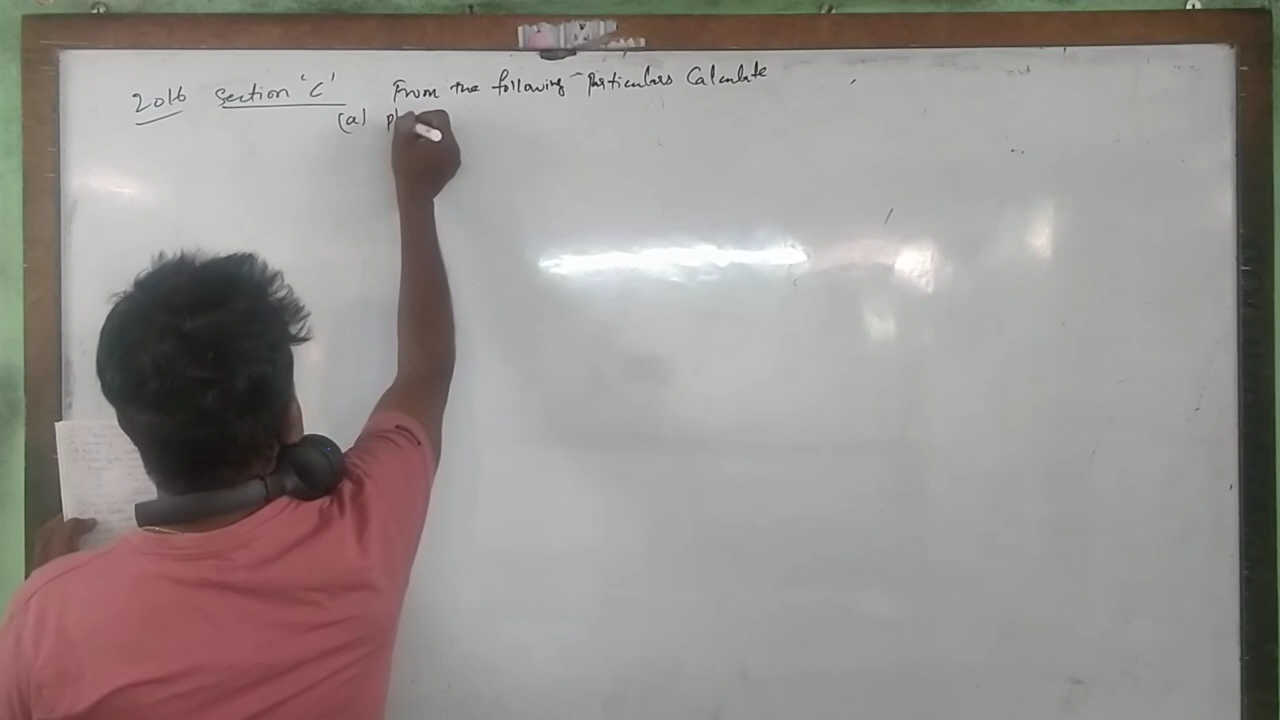 2016 Section 'C' From the following Particulars Calculate
(a) p